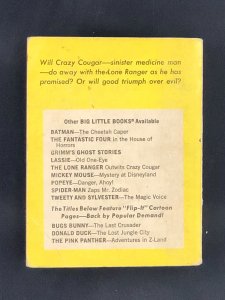 Will Crazy Cougar—sinister medicine man
—do away with the Lone Ranger as he has
promised? Or will good triumph over evil?
Other BIG LITTLE BOOKS Available
BATMAN—The Cheetah Caper
THE FANTASTIC FOUR in the House of
Horrors
GRIMM'S GHOST STORIES
LASSIE—Old One-Eye
THE LONE RANGER Outwits Crazy Cougar
MICKEY MOUSE—Mystery at Disneyland
POPEYE—Danger, Ahoy!
SPIDER-MAN Zaps Mr. Zodiac
TWEETY AND SYLVESTER—The Magic Voice
The Titles Below Feature "Flip-It" Cartoon
Pages—Back by Popular Demand!
BUGS BUNNY—The Last Crusader
DONALD DUCK—The Lost Jungle City
THE PINK PANTHER—Adventures in Z-Land